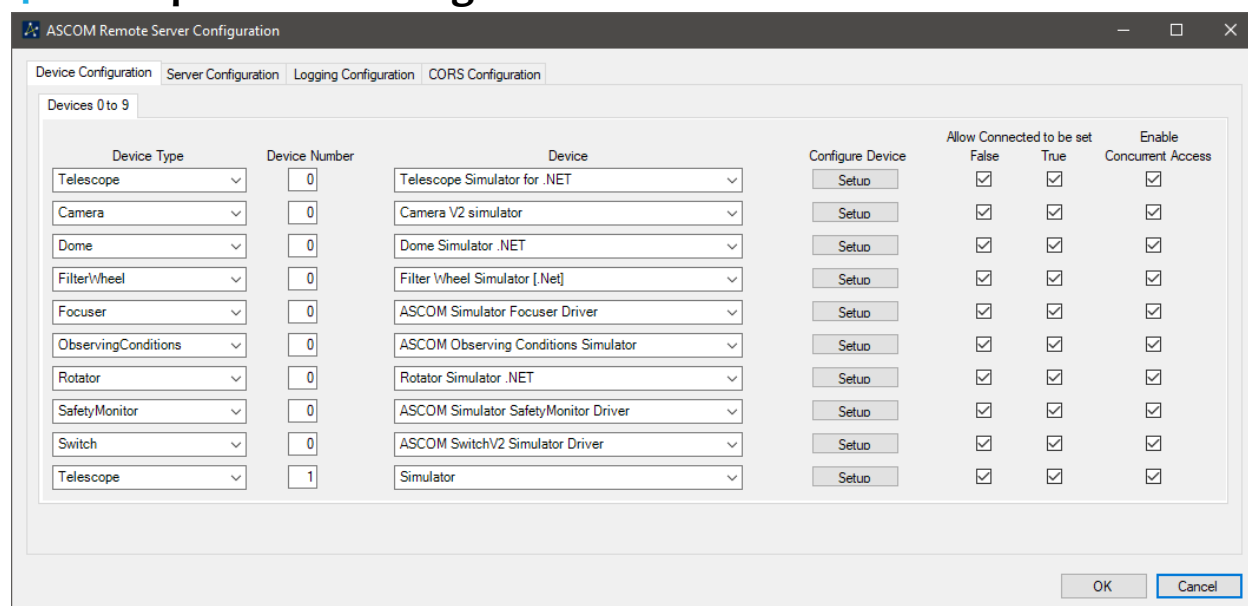 ASCOM Remote Server Configuration
Device Configuration Server Configuration Logging Configuration CORS Configuration
Devices 0 to 9
Allow Connected to be set Enable
Device Type Device Number Device Configure Device False True Concurrent Access
Telescope 0 Telescope Simulator for .NET Setup
Camera 0 Camera V2 simulator Setup
Dome 0 Dome Simulator .NET Setup
FilterWheel 0 Filter Wheel Simulator [.Net] Setup
Focuser 0 ASCOM Simulator Focuser Driver Setup
ObservingConditions 0 ASCOM Observing Conditions Simulator Setup
Rotator 0 Rotator Simulator .NET Setup
SafetyMonitor 0 ASCOM Simulator SafetyMonitor Driver Setup
Switch 0 ASCOM SwitchV2 Simulator Driver Setup
Telescope 1 Simulator Setup
OK Cancel